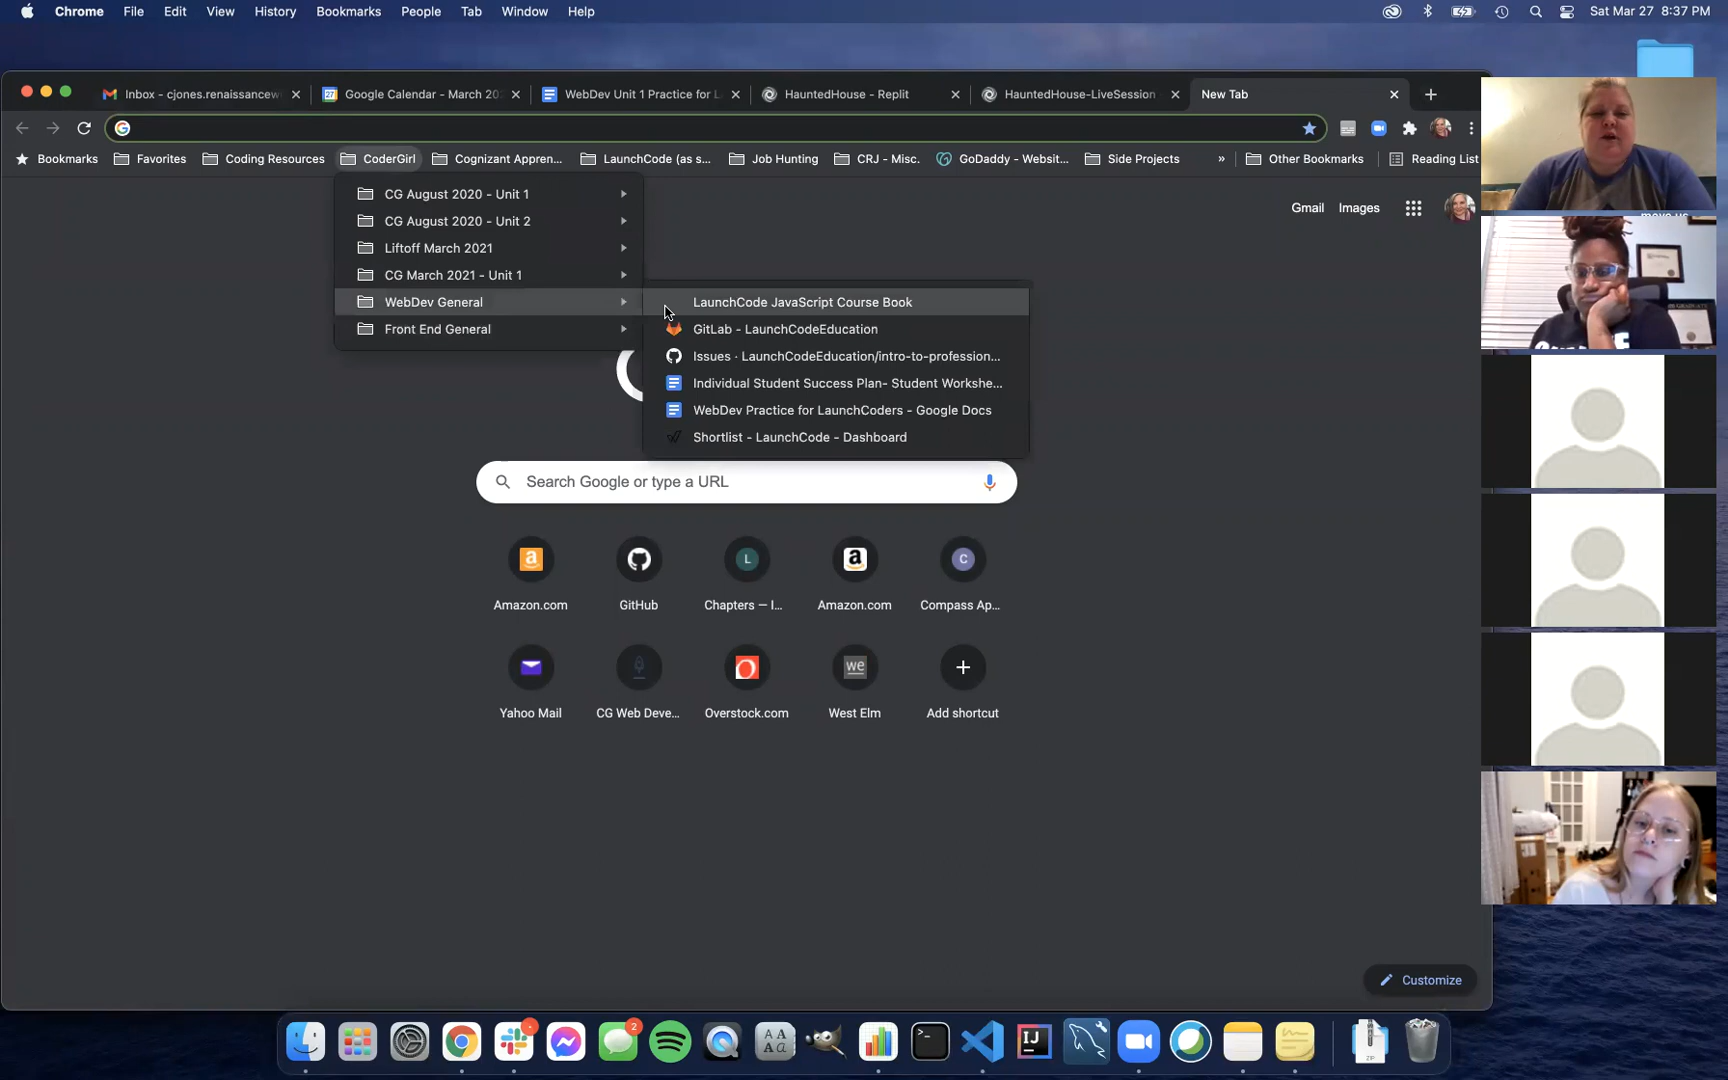 Chrome File Edit View History Bookmarks People Tab Window Help Sat Mar 27 8:37 PM
Inbox - cjones.renaissancew Google Calendar - March 202 WebDev Unit 1 Practice for L HauntedHouse - Replit HauntedHouse-LiveSession New Tab
Bookmarks Favorites Coding Resources CoderGirl Cognizant Appren... LaunchCode (as s... Job Hunting CRJ - Misc. GoDaddy - Websit... Side Projects » Other Bookmarks Reading List
CG August 2020 - Unit 1
CG August 2020 - Unit 2
Liftoff March 2021
CG March 2021 - Unit 1
WebDev General
Front End General
LaunchCode JavaScript Course Book
GitLab - LaunchCodeEducation
Issues · LaunchCodeEducation/intro-to-profession...
Individual Student Success Plan- Student Workshe...
WebDev Practice for LaunchCoders - Google Docs
Shortlist - LaunchCode - Dashboard
Gmail Images
Search Google or type a URL
Amazon.com GitHub Chapters — I... Amazon.com Compass Ap...
Yahoo Mail CG Web Deve... Overstock.com West Elm Add shortcut
Customize